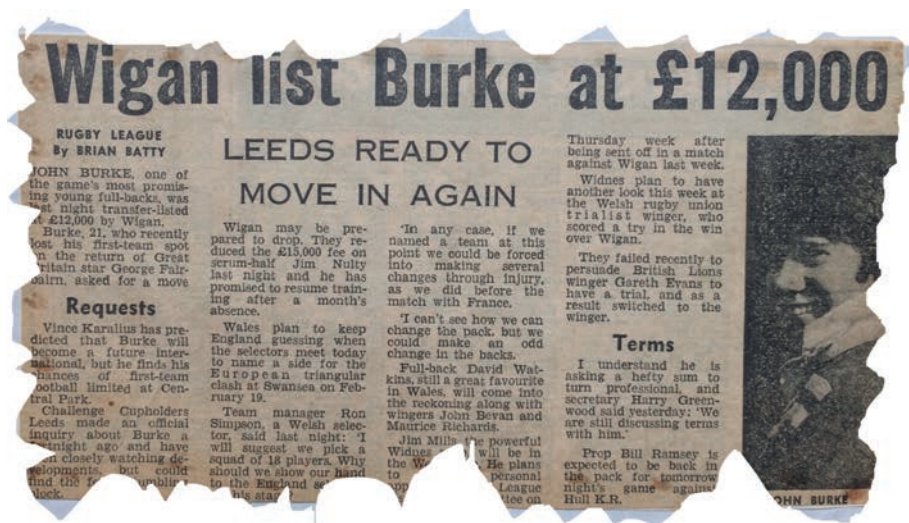 Wigan list Burke at £12,000
RUGBY LEAGUE
By BRIAN BATTY
JOHN BURKE, one of
the game's most promis-
ing young full-backs, was
night transfer-listed
£12,000 by Wigan.
Burke, 21, who recently
lost his first-team spot
on the return of Great
Britain star George Fair-
bairn, asked for a move
Requests
Vince Karalius has pre-
dicted that Burke will
become a future inter-
national, but he finds his
chances of first-team
football limited at Cen-
tral Park.
Challenge Cupholders
Leeds made an official
inquiry about Burke a
fortnight ago and have
closely watching de-
velopments, but could
find the
block.
LEEDS READY TO
MOVE IN AGAIN
Wigan may be pre-
pared to drop. They re-
duced the £15,000 fee on
scrum-half Jim Nulty
last night and he has
promised to resume train-
ing after a month's
absence.
Wales plan to keep
England guessing when
the selectors meet today
to name a side for the
European triangular
clash at Swansea on Feb-
ruary 19.
Team manager Ron
Simpson, a Welsh selec-
tor, said last night: 'I
will suggest we pick a
squad of 18 players. Why
should we show our hand
to the England
this
'In any case, if we
named a team at this
point we could be forced
into making several
changes through injury,
as we did before the
match with France.
'I can't see how we can
change the pack, but we
could make an odd
change in the backs.
Full-back David Wat-
kins, still a great favourite
in Wales, will come into
the reckoning along with
wingers John Bevan and
Maurice Richards.
Jim Mills, the powerful
Widnes will be in
the He plans
to personal
League
on
Thursday week after
being sent off in a match
against Wigan last week.
Widnes plan to have
another look this week at
the Welsh rugby union
trialist winger, who
scored a try in the win
over Wigan.
They failed recently to
persuade British Lions
winger Gareth Evans to
have a trial, and as a
result switched to the
winger.
Terms
I understand he is
asking a hefty sum to
turn professional, and
secretary Harry Green-
wood said yesterday: 'We
are still discussing terms
with him.'
Prop Bill Ramsey is
expected to be back in
the pack for tomorrow
night's game against
Hull K.R.
JOHN BURKE